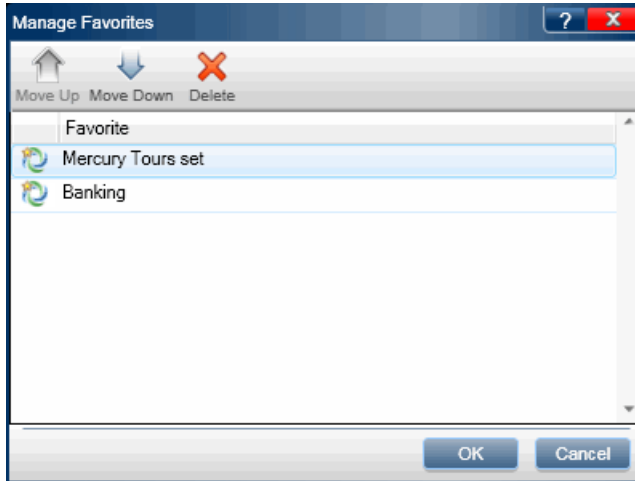 Manage Favorites ? X
Move Up Move Down Delete
Favorite
Mercury Tours set
Banking
OK Cancel